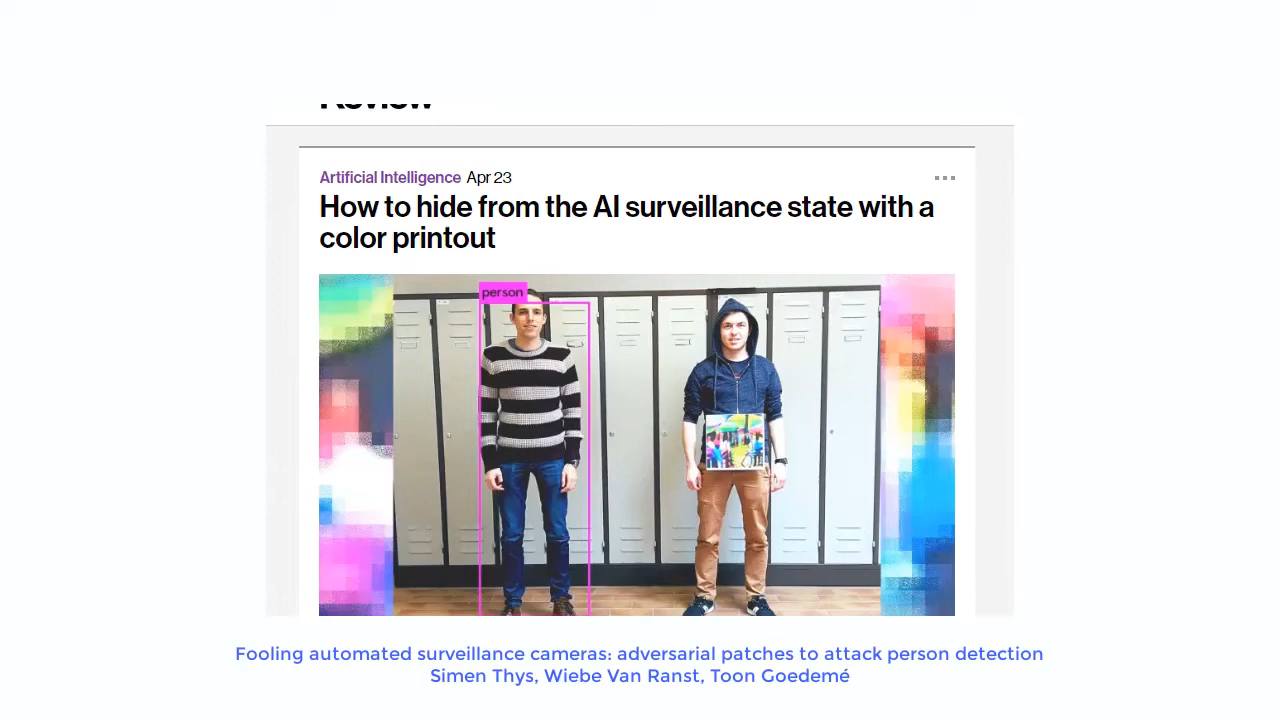 Review
Artificial Intelligence Apr 23
How to hide from the AI surveillance state with a
color printout
person
Fooling automated surveillance cameras: adversarial patches to attack person detection
Simen Thys, Wiebe Van Ranst, Toon Goedemé